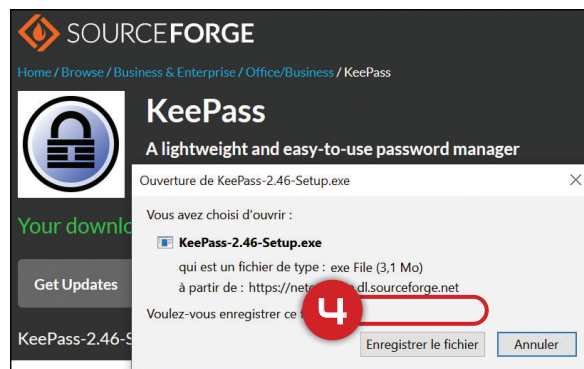 SOURCEFORGE
Home / Browse / Business & Enterprise / Office/Business / KeePass
KeePass
A lightweight and easy-to-use password manager
Your
Get Updates
KeePass-2.46-S
Ouverture de KeePass-2.46-Setup.exe
Vous avez choisi d'ouvrir :
KeePass-2.46-Setup.exe
qui est un fichier de type : exe File (3,1 Mo)
à partir de : https://net .dl.sourceforge.net
Voulez-vous enregistrer ce
4
Enregistrer le fichier
Annuler